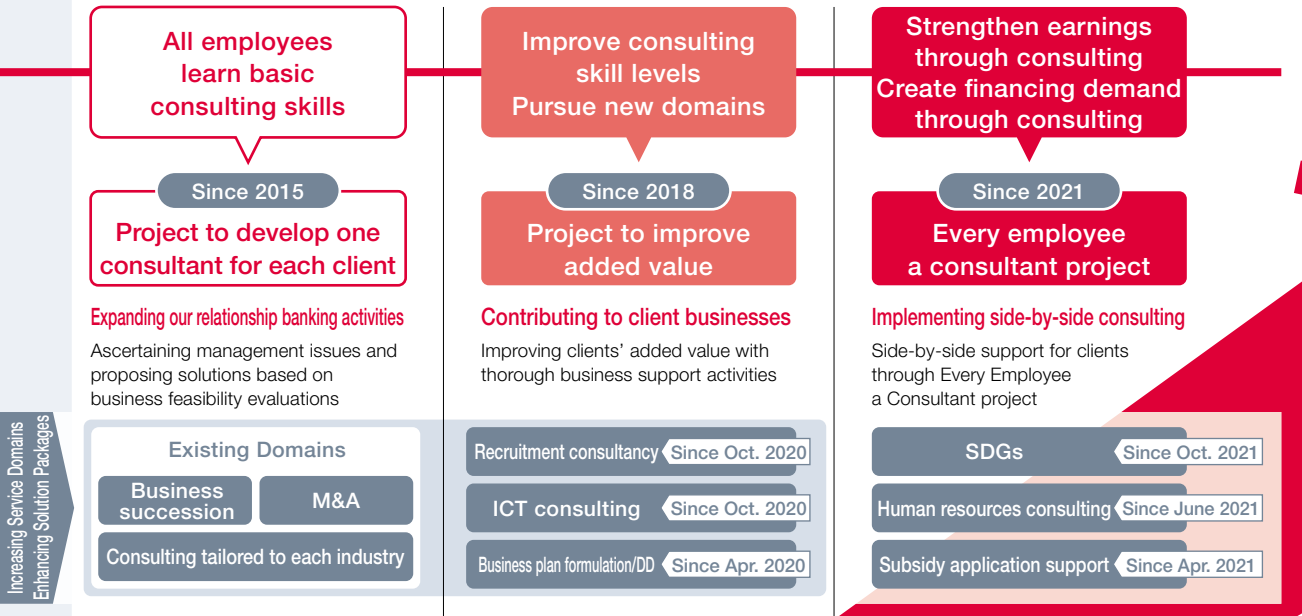 All employees
learn basic
consulting skills
Since 2015
Project to develop one
consultant for each client
Expanding our relationship banking activities
Ascertaining management issues and
proposing solutions based on
business feasibility evaluations
Improve consulting
skill levels
Pursue new domains
Since 2018
Project to improve
added value
Contributing to client businesses
Improving clients’ added value with
thorough business support activities
Strengthen earnings
through consulting
Create financing demand
through consulting
Since 2021
Every employee
a consultant project
Implementing side-by-side consulting
Side-by-side support for clients
through Every Employee
a Consultant project
Increasing Service Domains
Enhancing Solution Packages
Existing Domains
Business
succession
M&A
Consulting tailored to each industry
Recruitment consultancy Since Oct. 2020
ICT consulting Since Oct. 2020
Business plan formulation/DD Since Apr. 2020
SDGs Since Oct. 2021
Human resources consulting Since June 2021
Subsidy application support Since Apr. 2021